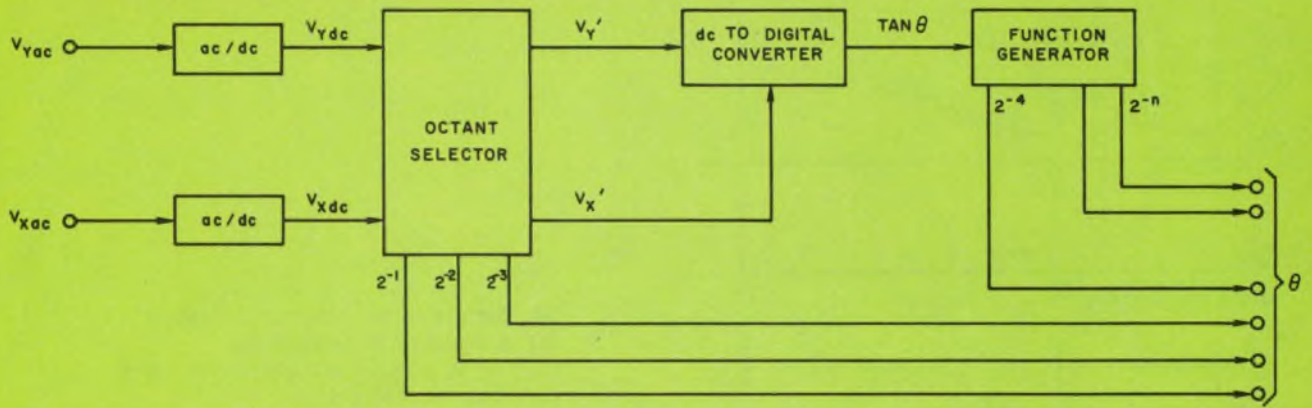 V_Yac
ac/dc
V_Ydc
OCTANT
SELECTOR
V_Y'
dc TO DIGITAL
CONVERTER
TAN θ
FUNCTION
GENERATOR
2⁻⁴
2⁻ⁿ
V_Xac
ac/dc
V_Xdc
V_X'
2⁻¹
2⁻²
2⁻³
θ